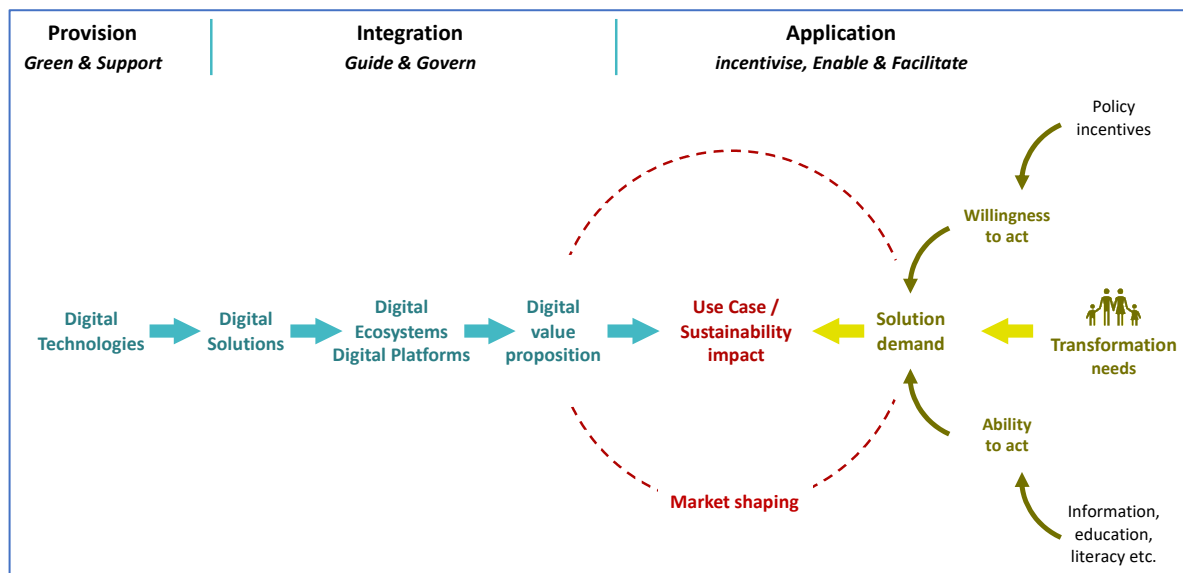 Provision
Green & Support
Integration
Guide & Govern
Application
incentivise, Enable & Facilitate
Policy
incentives
Willingness
to act
Digital
Technologies
Digital
Solutions
Digital
Ecosystems
Digital Platforms
Digital
value
proposition
Use Case /
Sustainability
impact
Solution
demand
Transformation
needs
Ability
to act
Market shaping
Information,
education,
literacy etc.